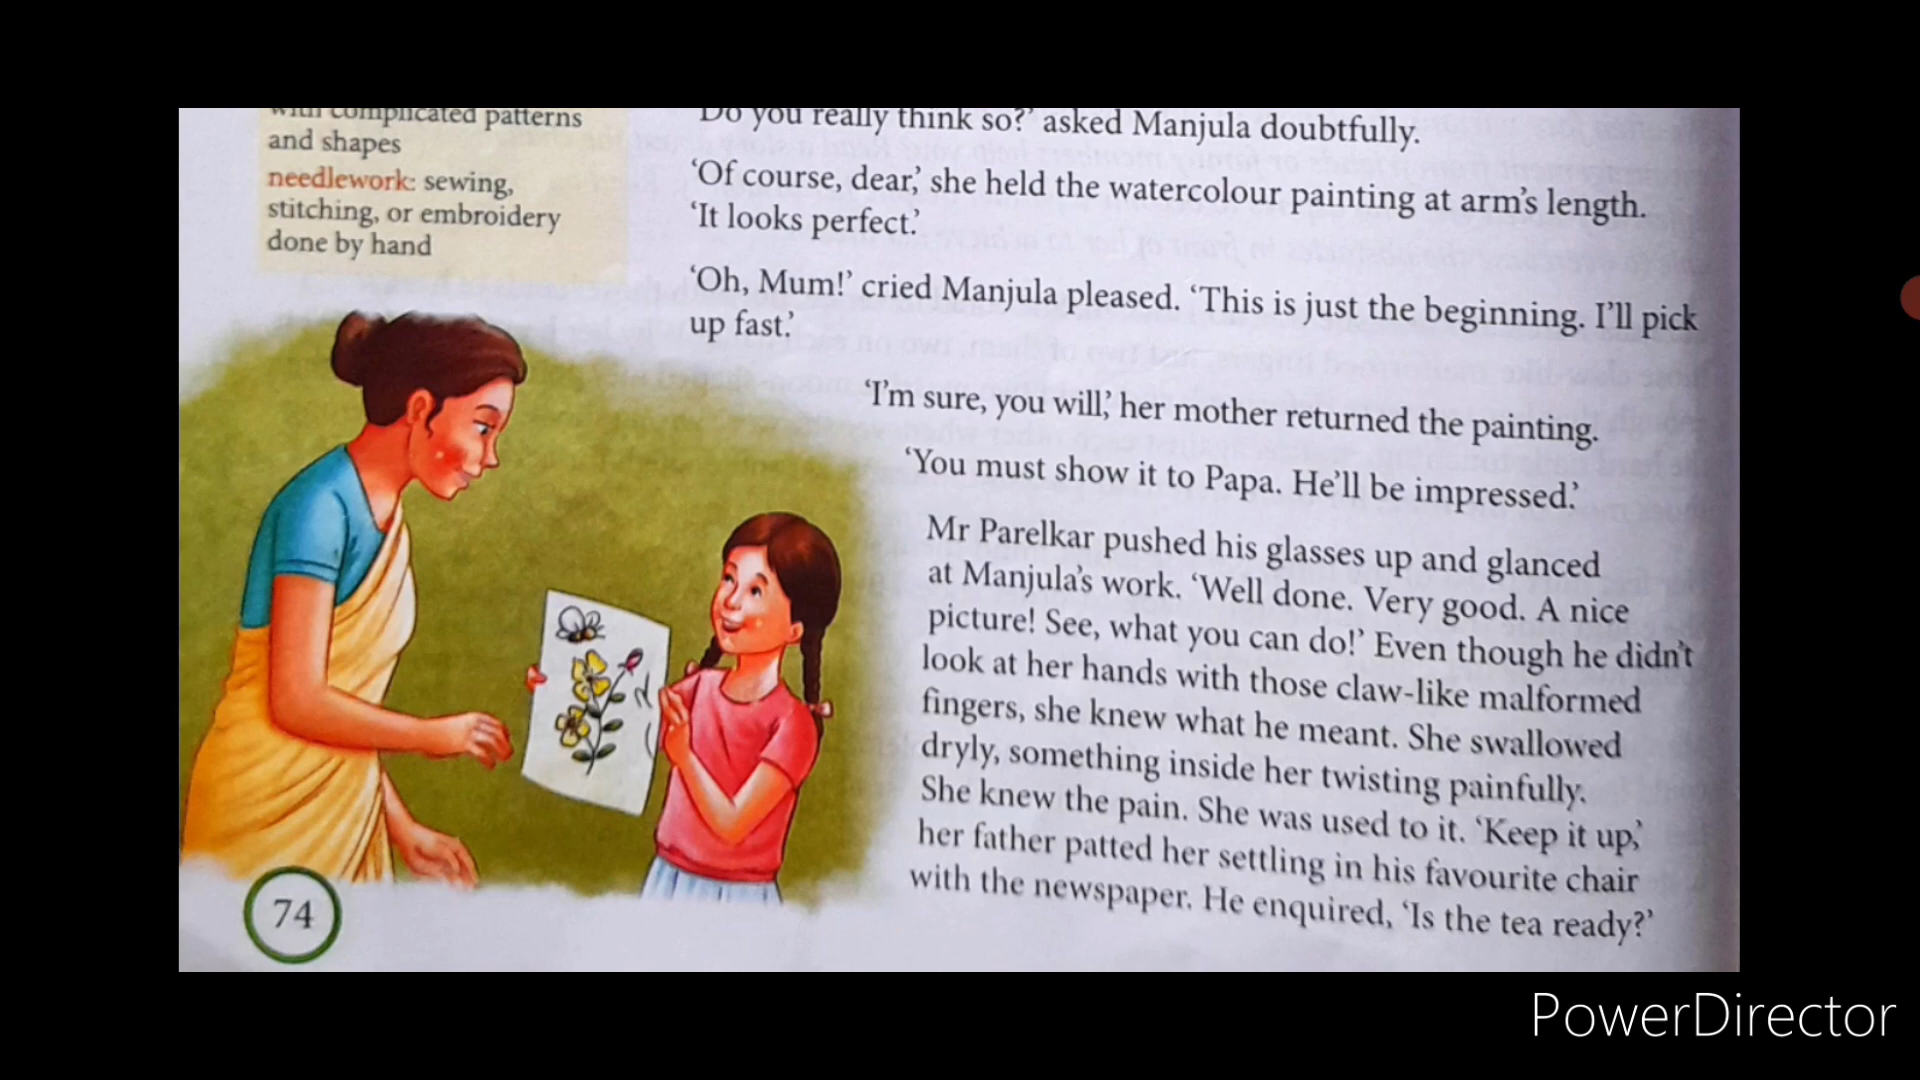 with complicated patterns
and shapes
needlework: sewing,
stitching, or embroidery
done by hand
Do you really think so?’ asked Manjula doubtfully.
‘Of course, dear,’ she held the watercolour painting at arm’s length.
‘It looks perfect.’
‘Oh, Mum!’ cried Manjula pleased. ‘This is just the beginning. I’ll pick
up fast.’
‘I’m sure, you will,’ her mother returned the painting.
‘You must show it to Papa. He’ll be impressed.’
Mr Parelkar pushed his glasses up and glanced
at Manjula’s work. ‘Well done. Very good. A nice
picture! See, what you can do!’ Even though he didn’t
look at her hands with those claw-like malformed
fingers, she knew what he meant. She swallowed
dryly, something inside her twisting painfully.
She knew the pain. She was used to it. ‘Keep it up,’
her father patted her settling in his favourite chair
with the newspaper. He enquired, ‘Is the tea ready?’
74
PowerDirector